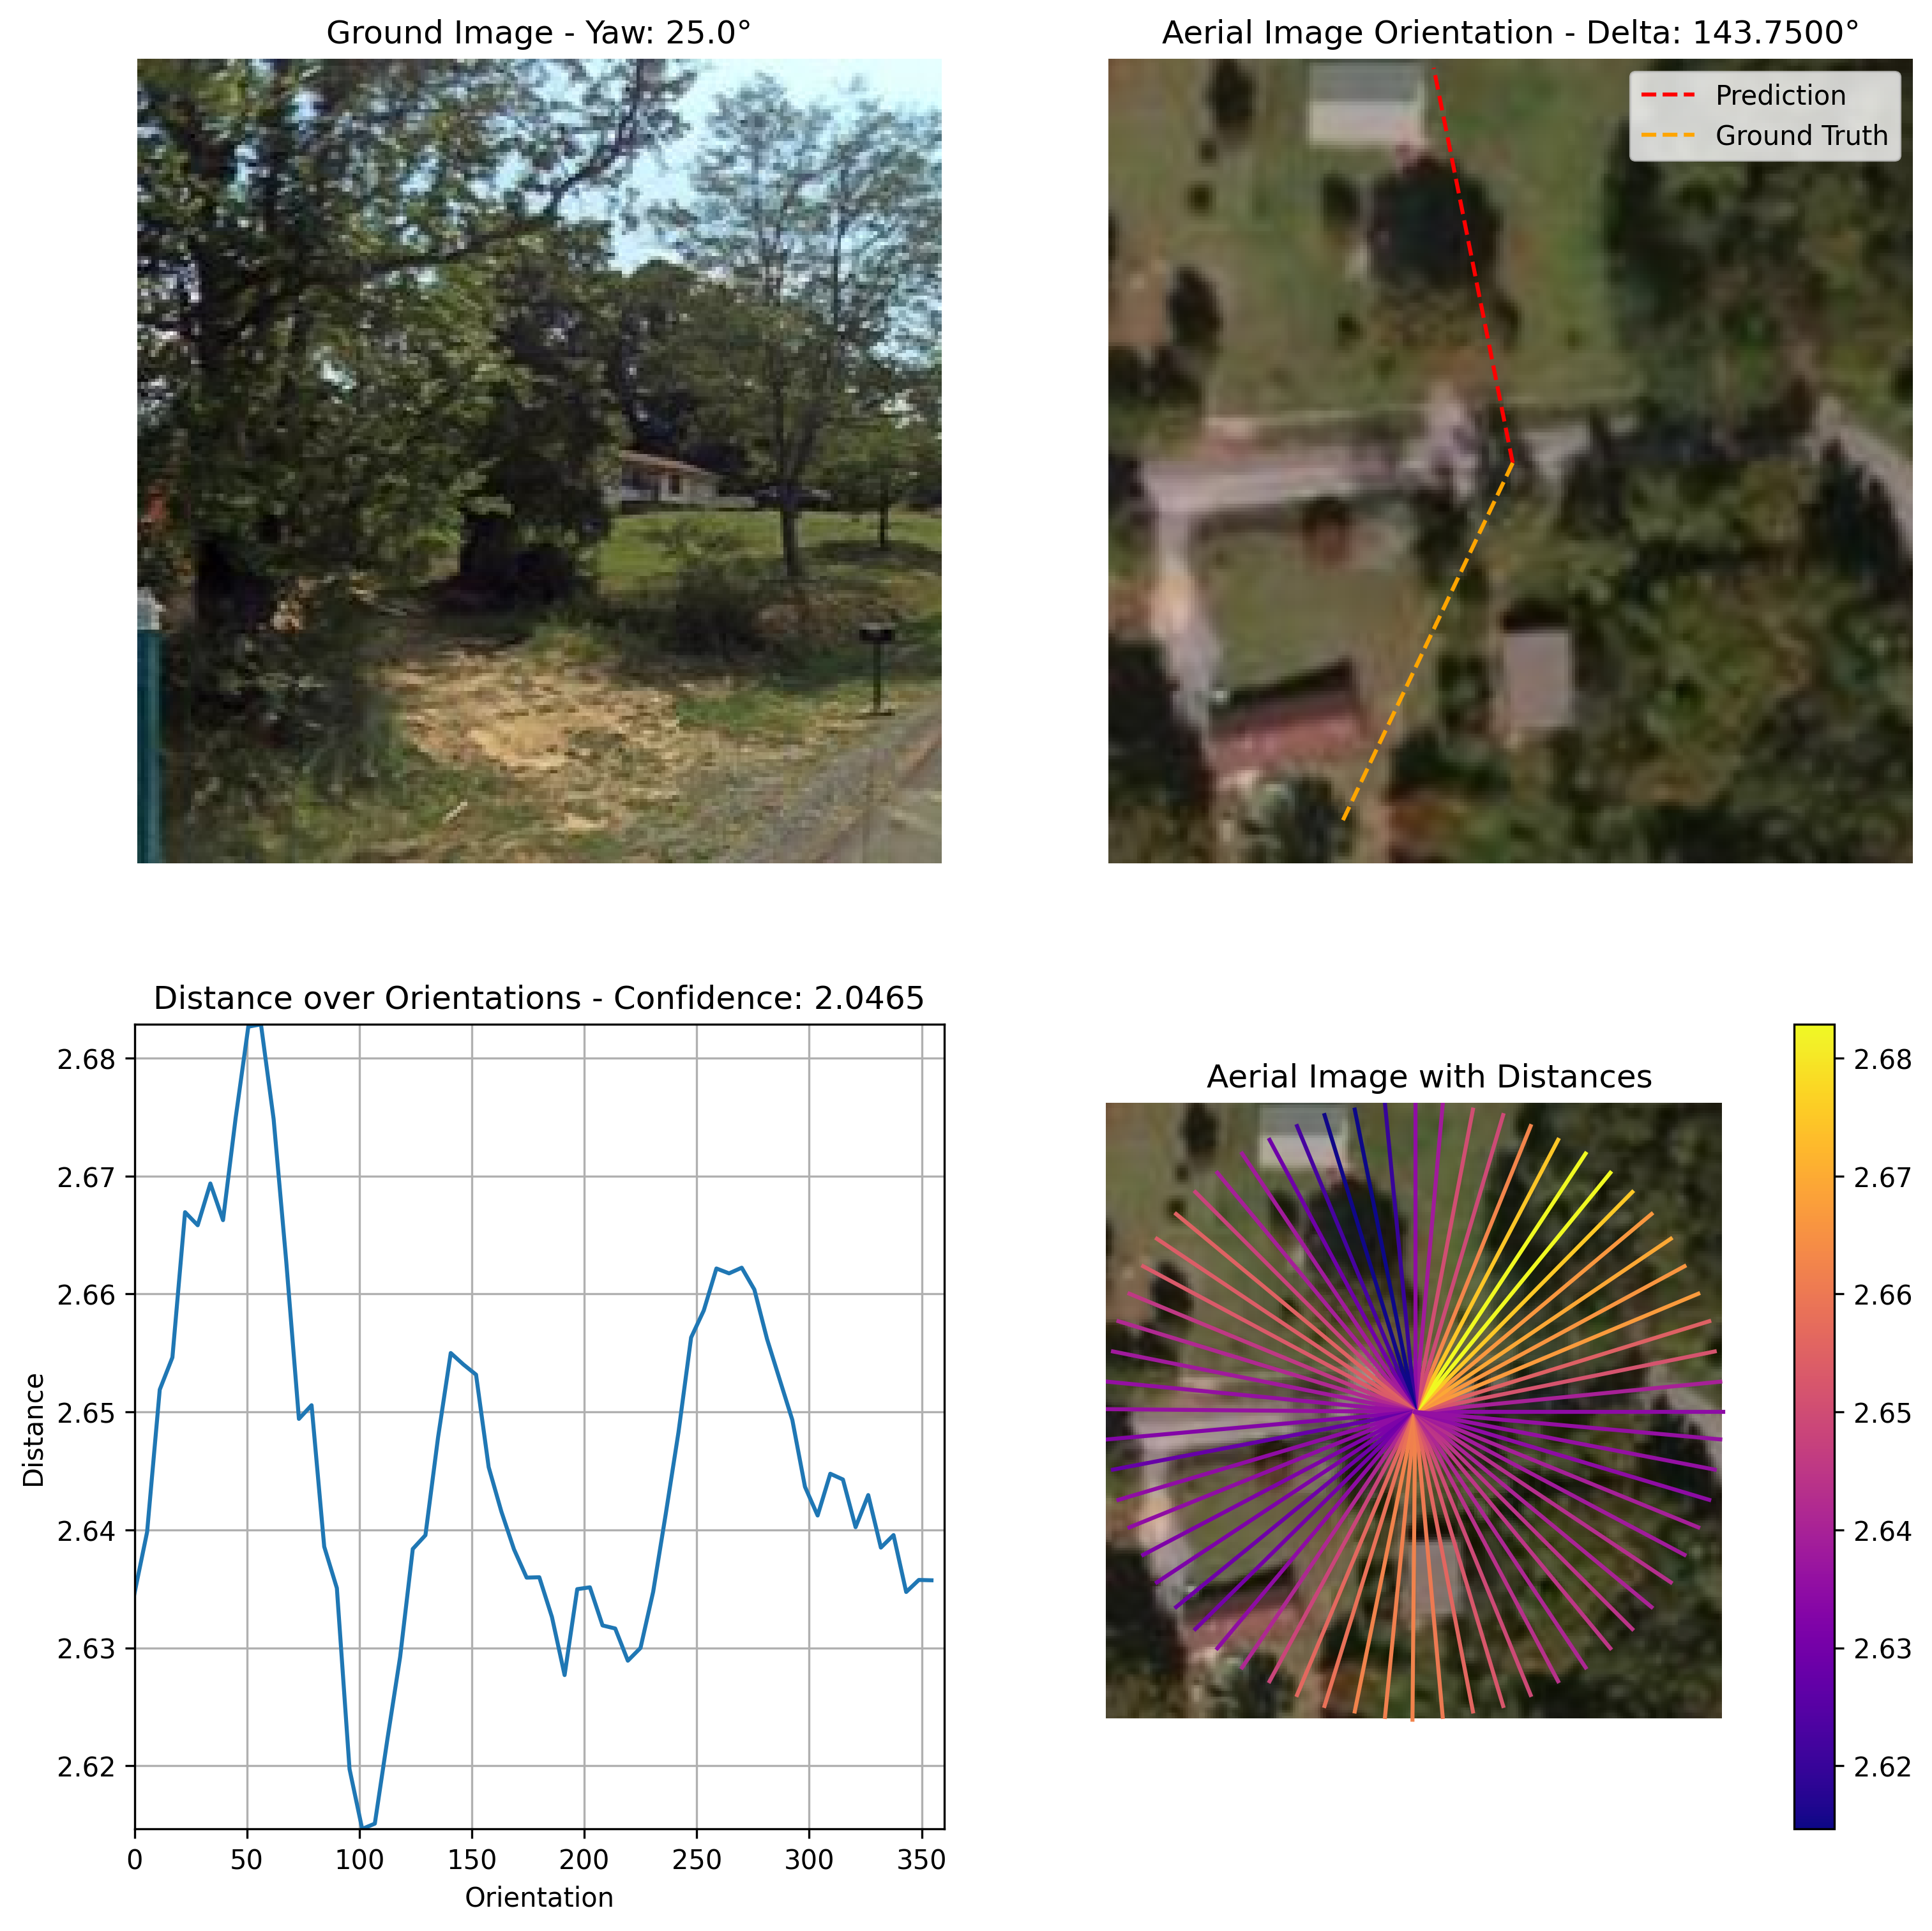 Ground Image - Yaw: 25.0°
Aerial Image Orientation - Delta: 143.7500°
Prediction
Ground Truth
Distance over Orientations - Confidence: 2.0465
2.68
2.67
2.66
2.65
2.64
2.63
2.62
Distance
0 50 100 150 200 250 300 350
Orientation
Aerial Image with Distances
2.68
2.67
2.66
2.65
2.64
2.63
2.62